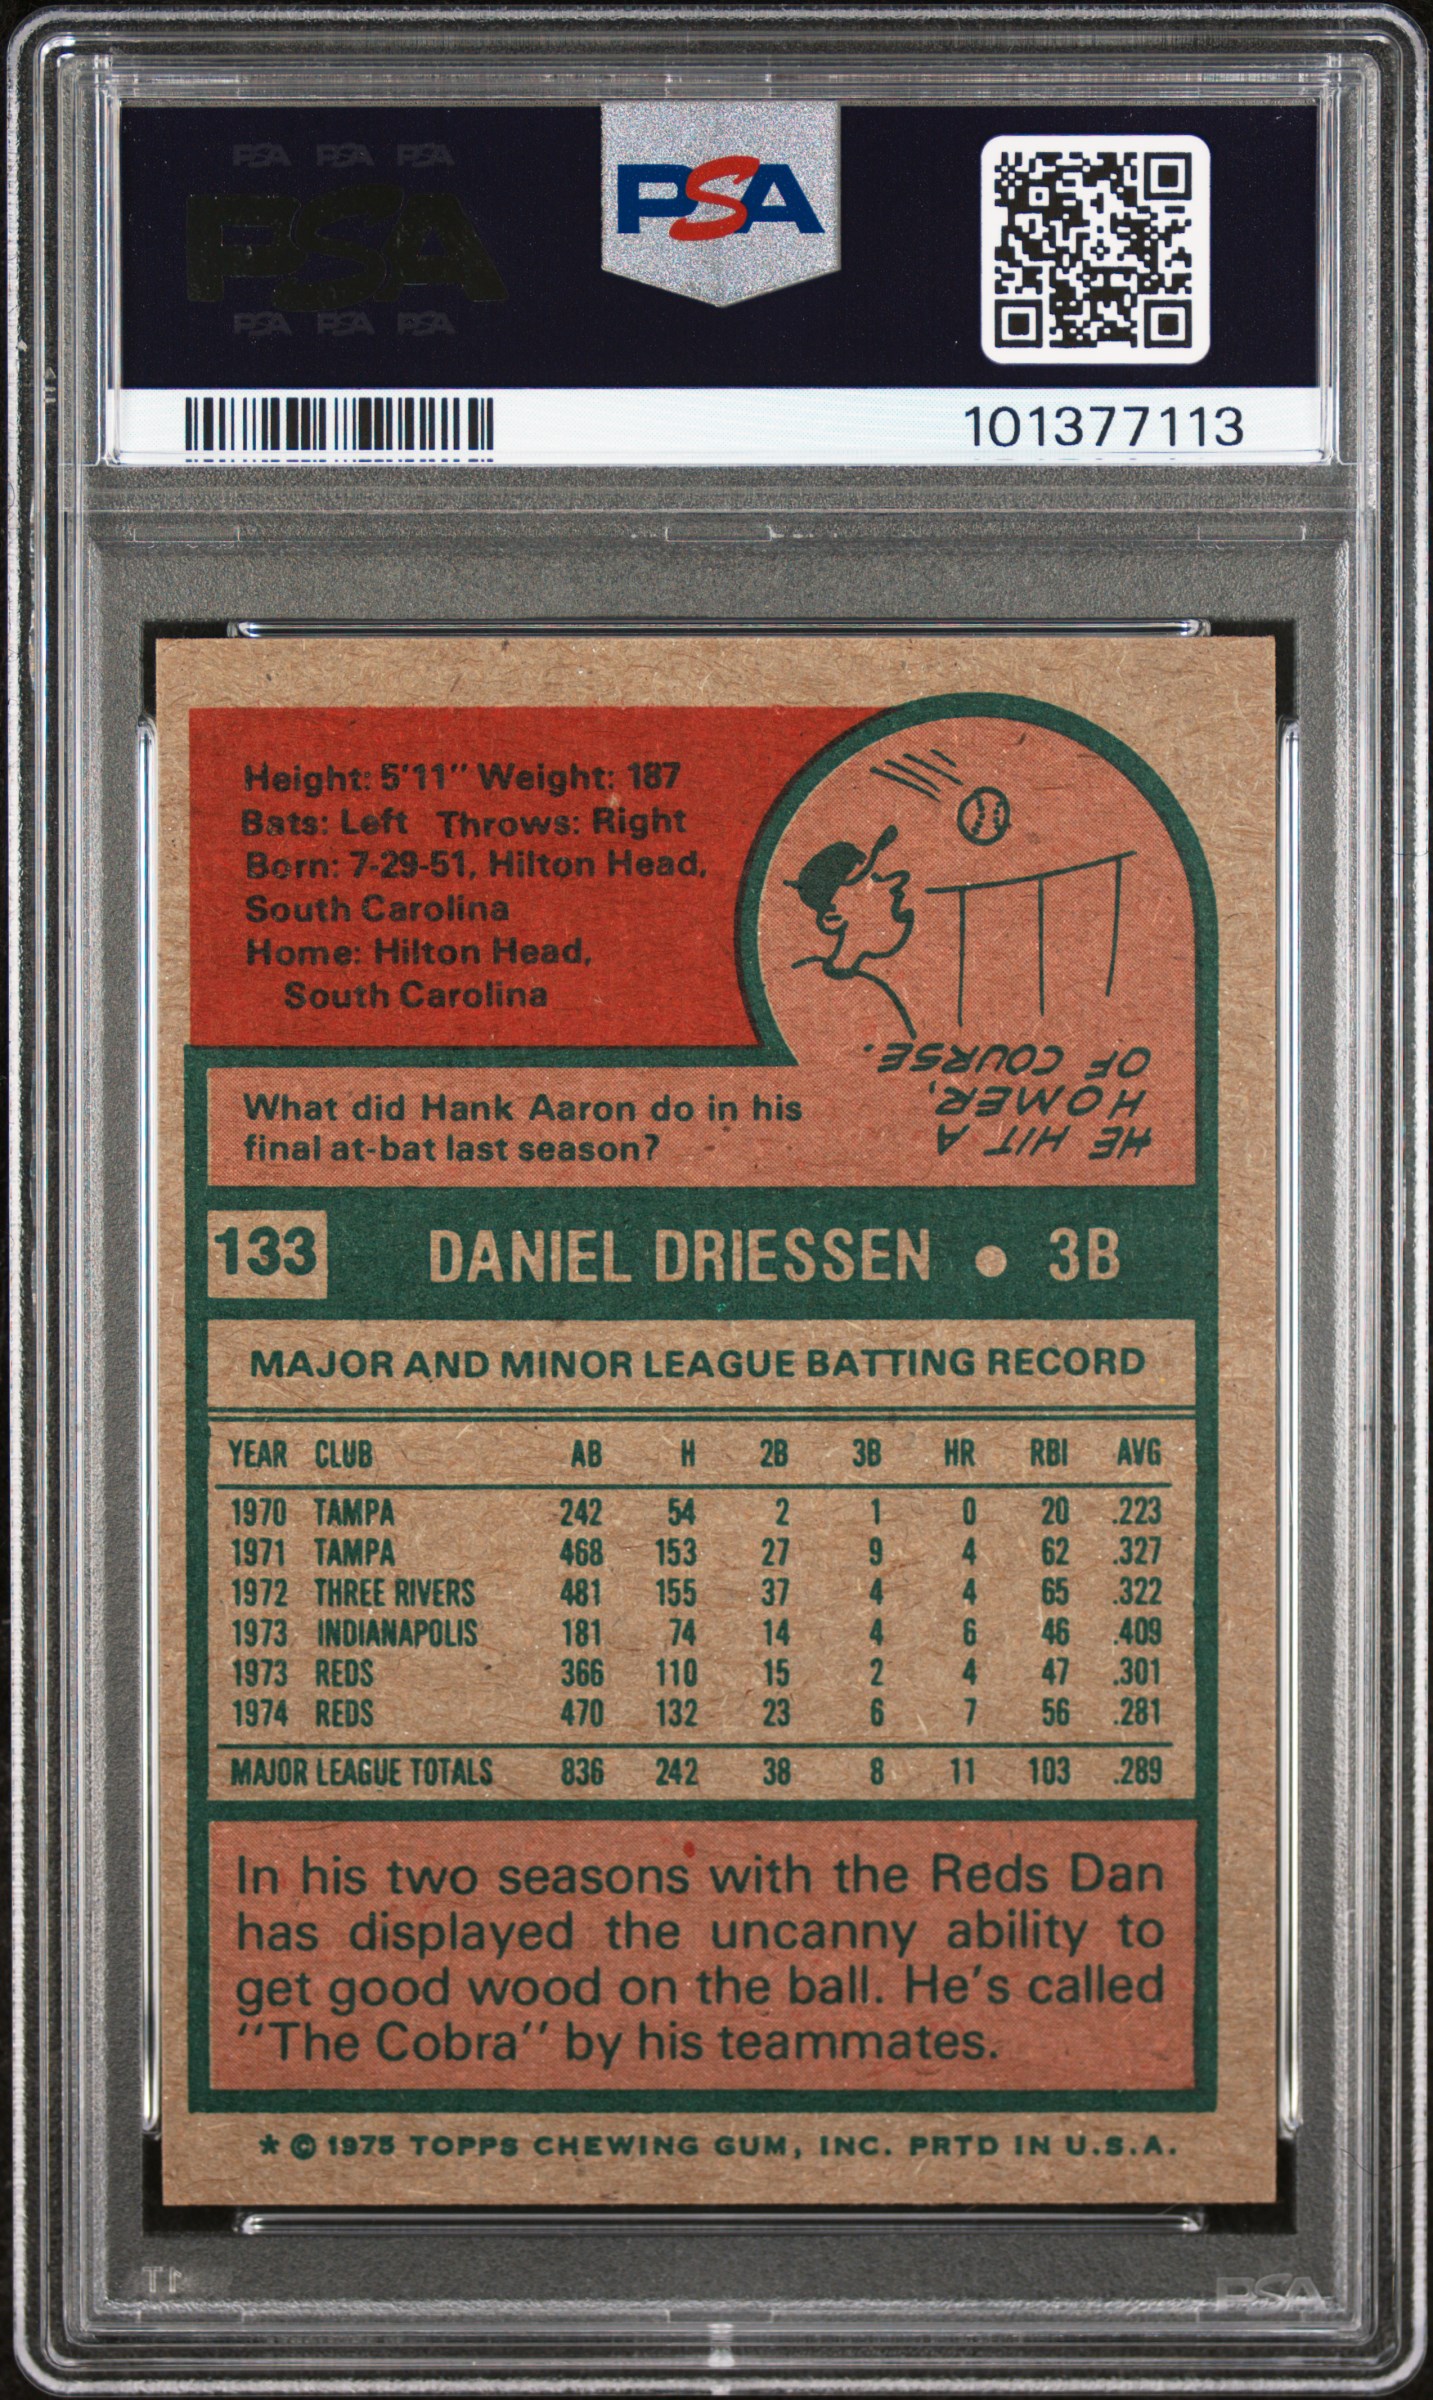 PSA PSA PSA
PSA
PSA PSA PSA
PSA
101377113
Height: 5'11" Weight: 187
Bats: Left Throws: Right
Born: 7-29-51, Hilton Head,
South Carolina
Home: Hilton Head,
South Carolina
What did Hank Aaron do in his
final at-bat last season?
HE HIT A
HOMER,
OF COURSE.
133 DANIEL DRIESSEN • 3B
MAJOR AND MINOR LEAGUE BATTING RECORD
YEAR CLUB AB H 2B 3B HR RBI AVG
1970 TAMPA 242 54 2 1 0 20 .223
1971 TAMPA 468 153 27 9 4 62 .327
1972 THREE RIVERS 481 155 37 4 4 65 .322
1973 INDIANAPOLIS 181 74 14 4 6 46 .409
1973 REDS 366 110 15 2 4 47 .301
1974 REDS 470 132 23 6 7 56 .281
MAJOR LEAGUE TOTALS 836 242 38 8 11 103 .289
In his two seasons with the Reds Dan
has displayed the uncanny ability to
get good wood on the ball. He's called
"The Cobra" by his teammates.
* © 1975 TOPPS CHEWING GUM, INC. PRTD IN U.S.A.
PSA